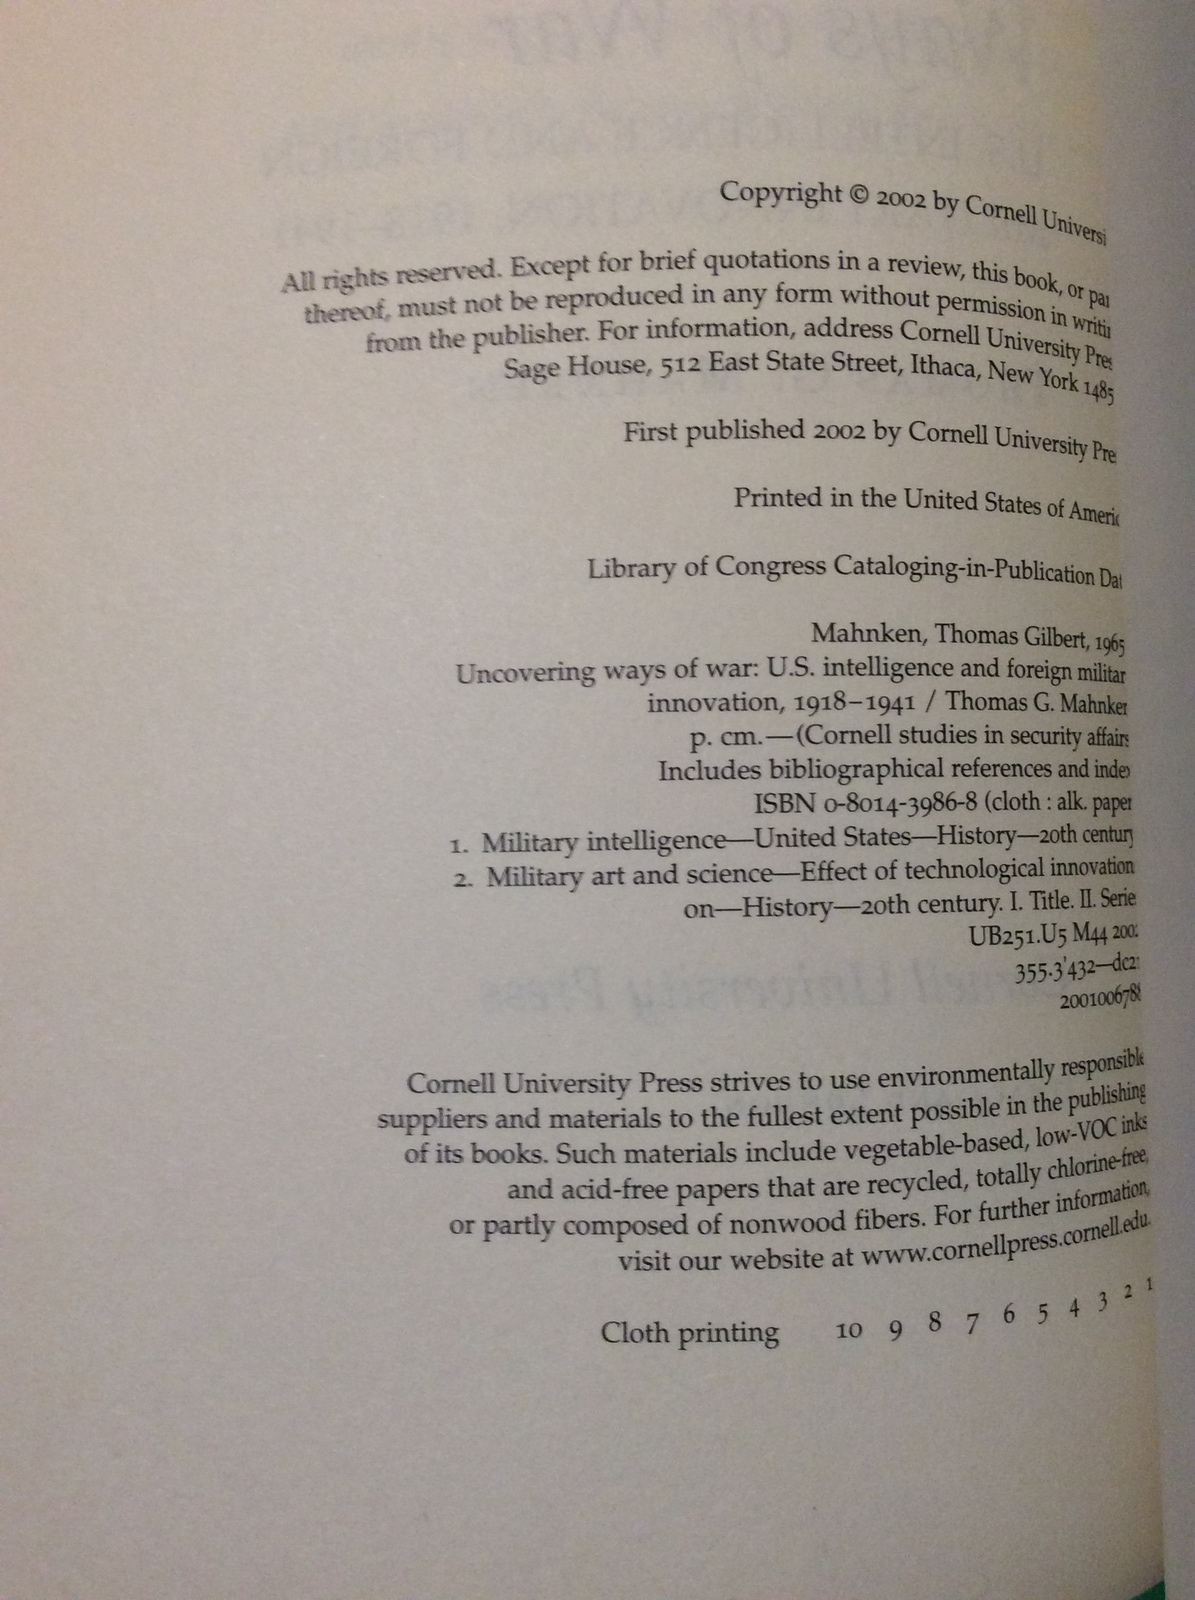 Copyright © 2002 by Cornell Universi
All rights reserved. Except for brief quotations in a review, this book, or par
thereof, must not be reproduced in any form without permission in writin
from the publisher. For information, address Cornell University Pres
Sage House, 512 East State Street, Ithaca, New York 1485
First published 2002 by Cornell University Pre
Printed in the United States of Americ
Library of Congress Cataloging-in-Publication Dat
Mahnken, Thomas Gilbert, 1965
Uncovering ways of war: U.S. intelligence and foreign militar
innovation, 1918–1941 / Thomas G. Mahnken
p. cm.—(Cornell studies in security affairs
Includes bibliographical references and index
ISBN 0-8014-3986-8 (cloth : alk. paper
1. Military intelligence—United States—History—20th century
2. Military art and science—Effect of technological innovation
on—History—20th century. I. Title. II. Serie
UB251.U5 M44 200
355.3'432—dc2
200100678
Cornell University Press strives to use environmentally responsible
suppliers and materials to the fullest extent possible in the publishing
of its books. Such materials include vegetable-based, low-VOC inks
and acid-free papers that are recycled, totally chlorine-free,
or partly composed of nonwood fibers. For further information,
visit our website at www.cornellpress.cornell.edu.
Cloth printing 10 9 8 7 6 5 4 3 2 1